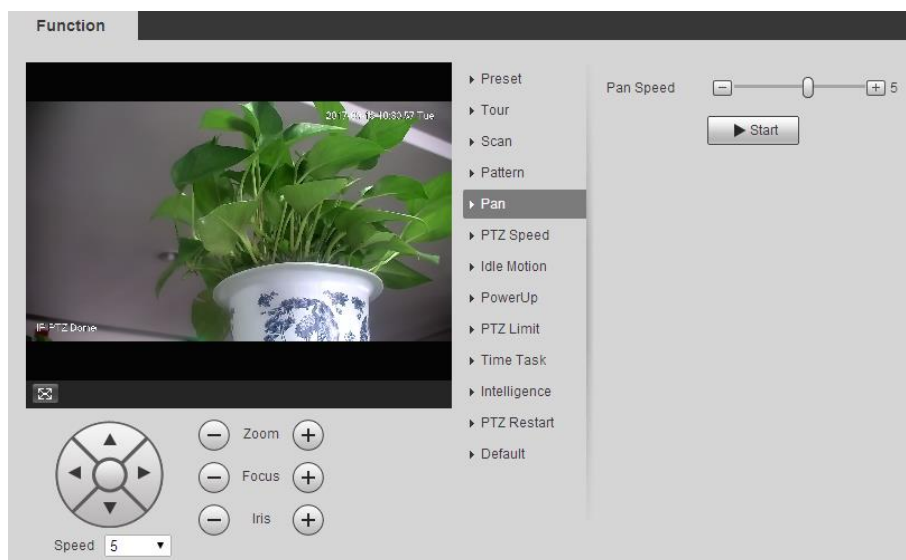 Function
Tue
IP PTZ Dome
Preset
Tour
Scan
Pattern
Pan
PTZ Speed
Idle Motion
PowerUp
PTZ Limit
Time Task
Intelligence
PTZ Restart
Default
Pan Speed 5
Start
Zoom
Focus
Iris
Speed 5